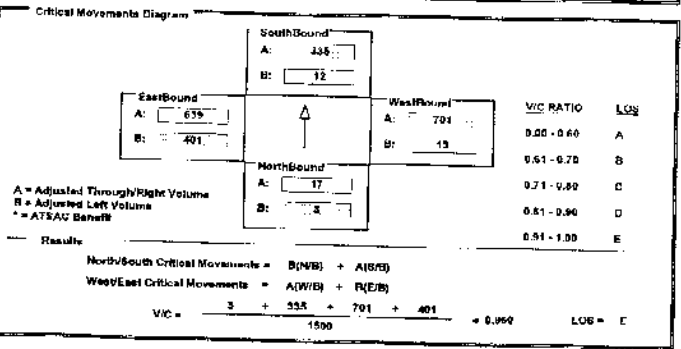 Critical Movements Diagram
SouthBound
A: 335
B: 12
EastBound
A: 639
B: 401
WestBound
A: 701
B: 13
NorthBound
A: 17
B: 3
V/C RATIO LOS
0.00 - 0.60 A
0.61 - 0.70 B
0.71 - 0.80 C
0.81 - 0.90 D
0.91 - 1.00 E
A = Adjusted Through/Right Volume
B = Adjusted Left Volume
* = ATSAC Benefit
Results
North/South Critical Movements = B(N/B) + A(S/B)
West/East Critical Movements = A(W/B) + B(E/B)
V/C = 3 + 335 + 701 + 401
1500
= 0.960 LOS = E